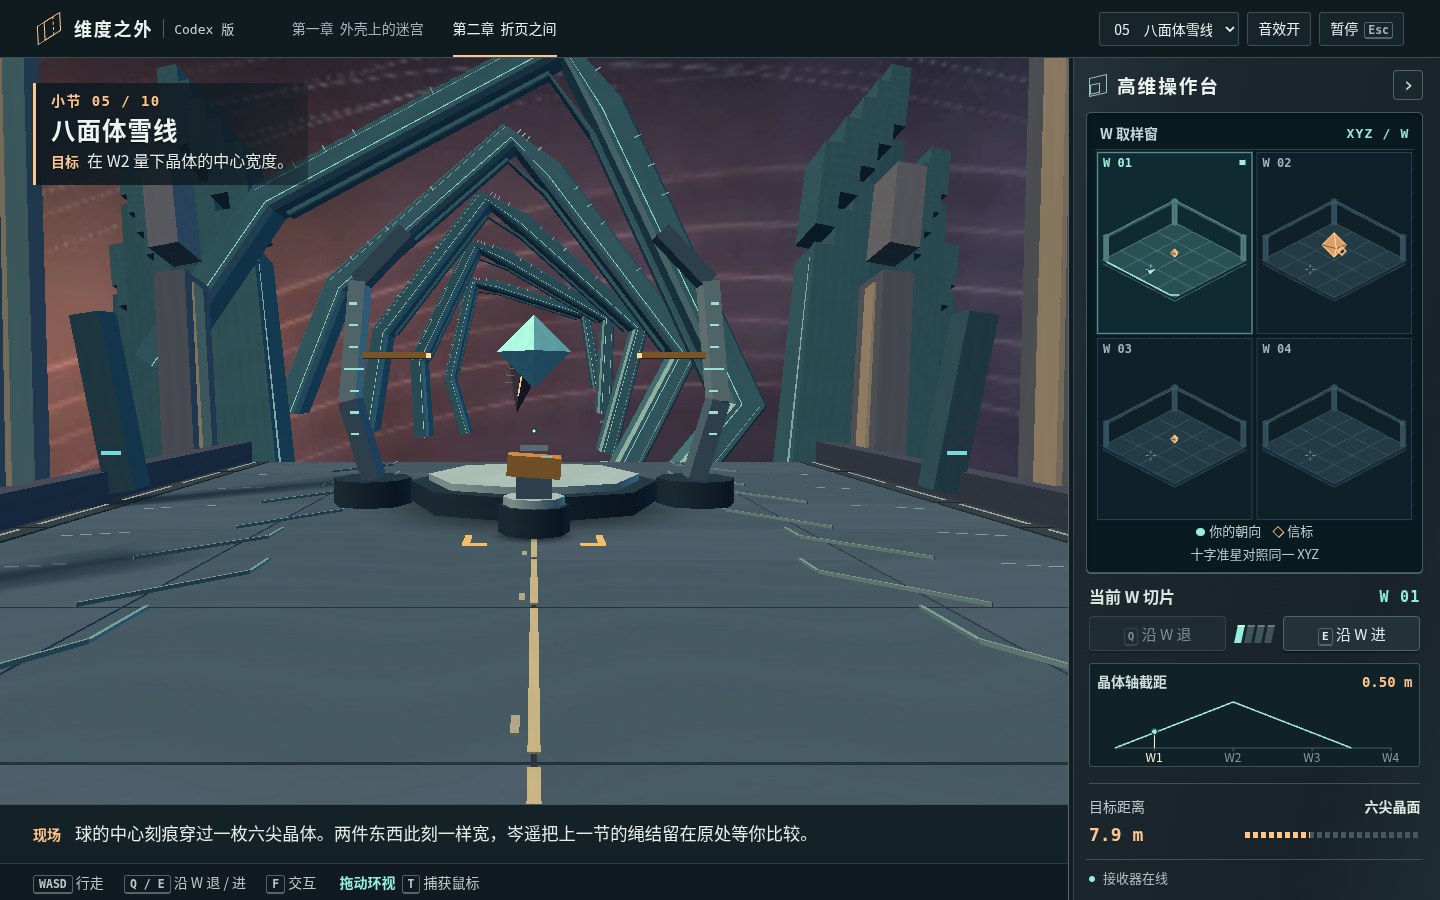 维度之外 Codex 版 第一章 外壳上的迷宫 第二章 折页之间 05 八面体雪线 音效开 暂停 Esc
小节 05 / 10
八面体雪线
目标 在 W2 量下晶体的中心宽度。
高维操作台
W 取样窗 XYZ / W
W 01 W 02
W 03 W 04
你的朝向 信标
十字准星对照同一 XYZ
当前 W 切片 W 01
Q 沿 W 退 E 沿 W 进
晶体轴截距 0.50 m
W1 W2 W3 W4
目标距离 六尖晶面
7.9 m
接收器在线
现场 球的中心刻痕穿过一枚六尖晶体。两件东西此刻一样宽，岑遥把上一节的绳结留在原处等你比较。
WASD 行走 Q / E 沿 W 退 / 进 F 交互 拖动环视 T 捕获鼠标